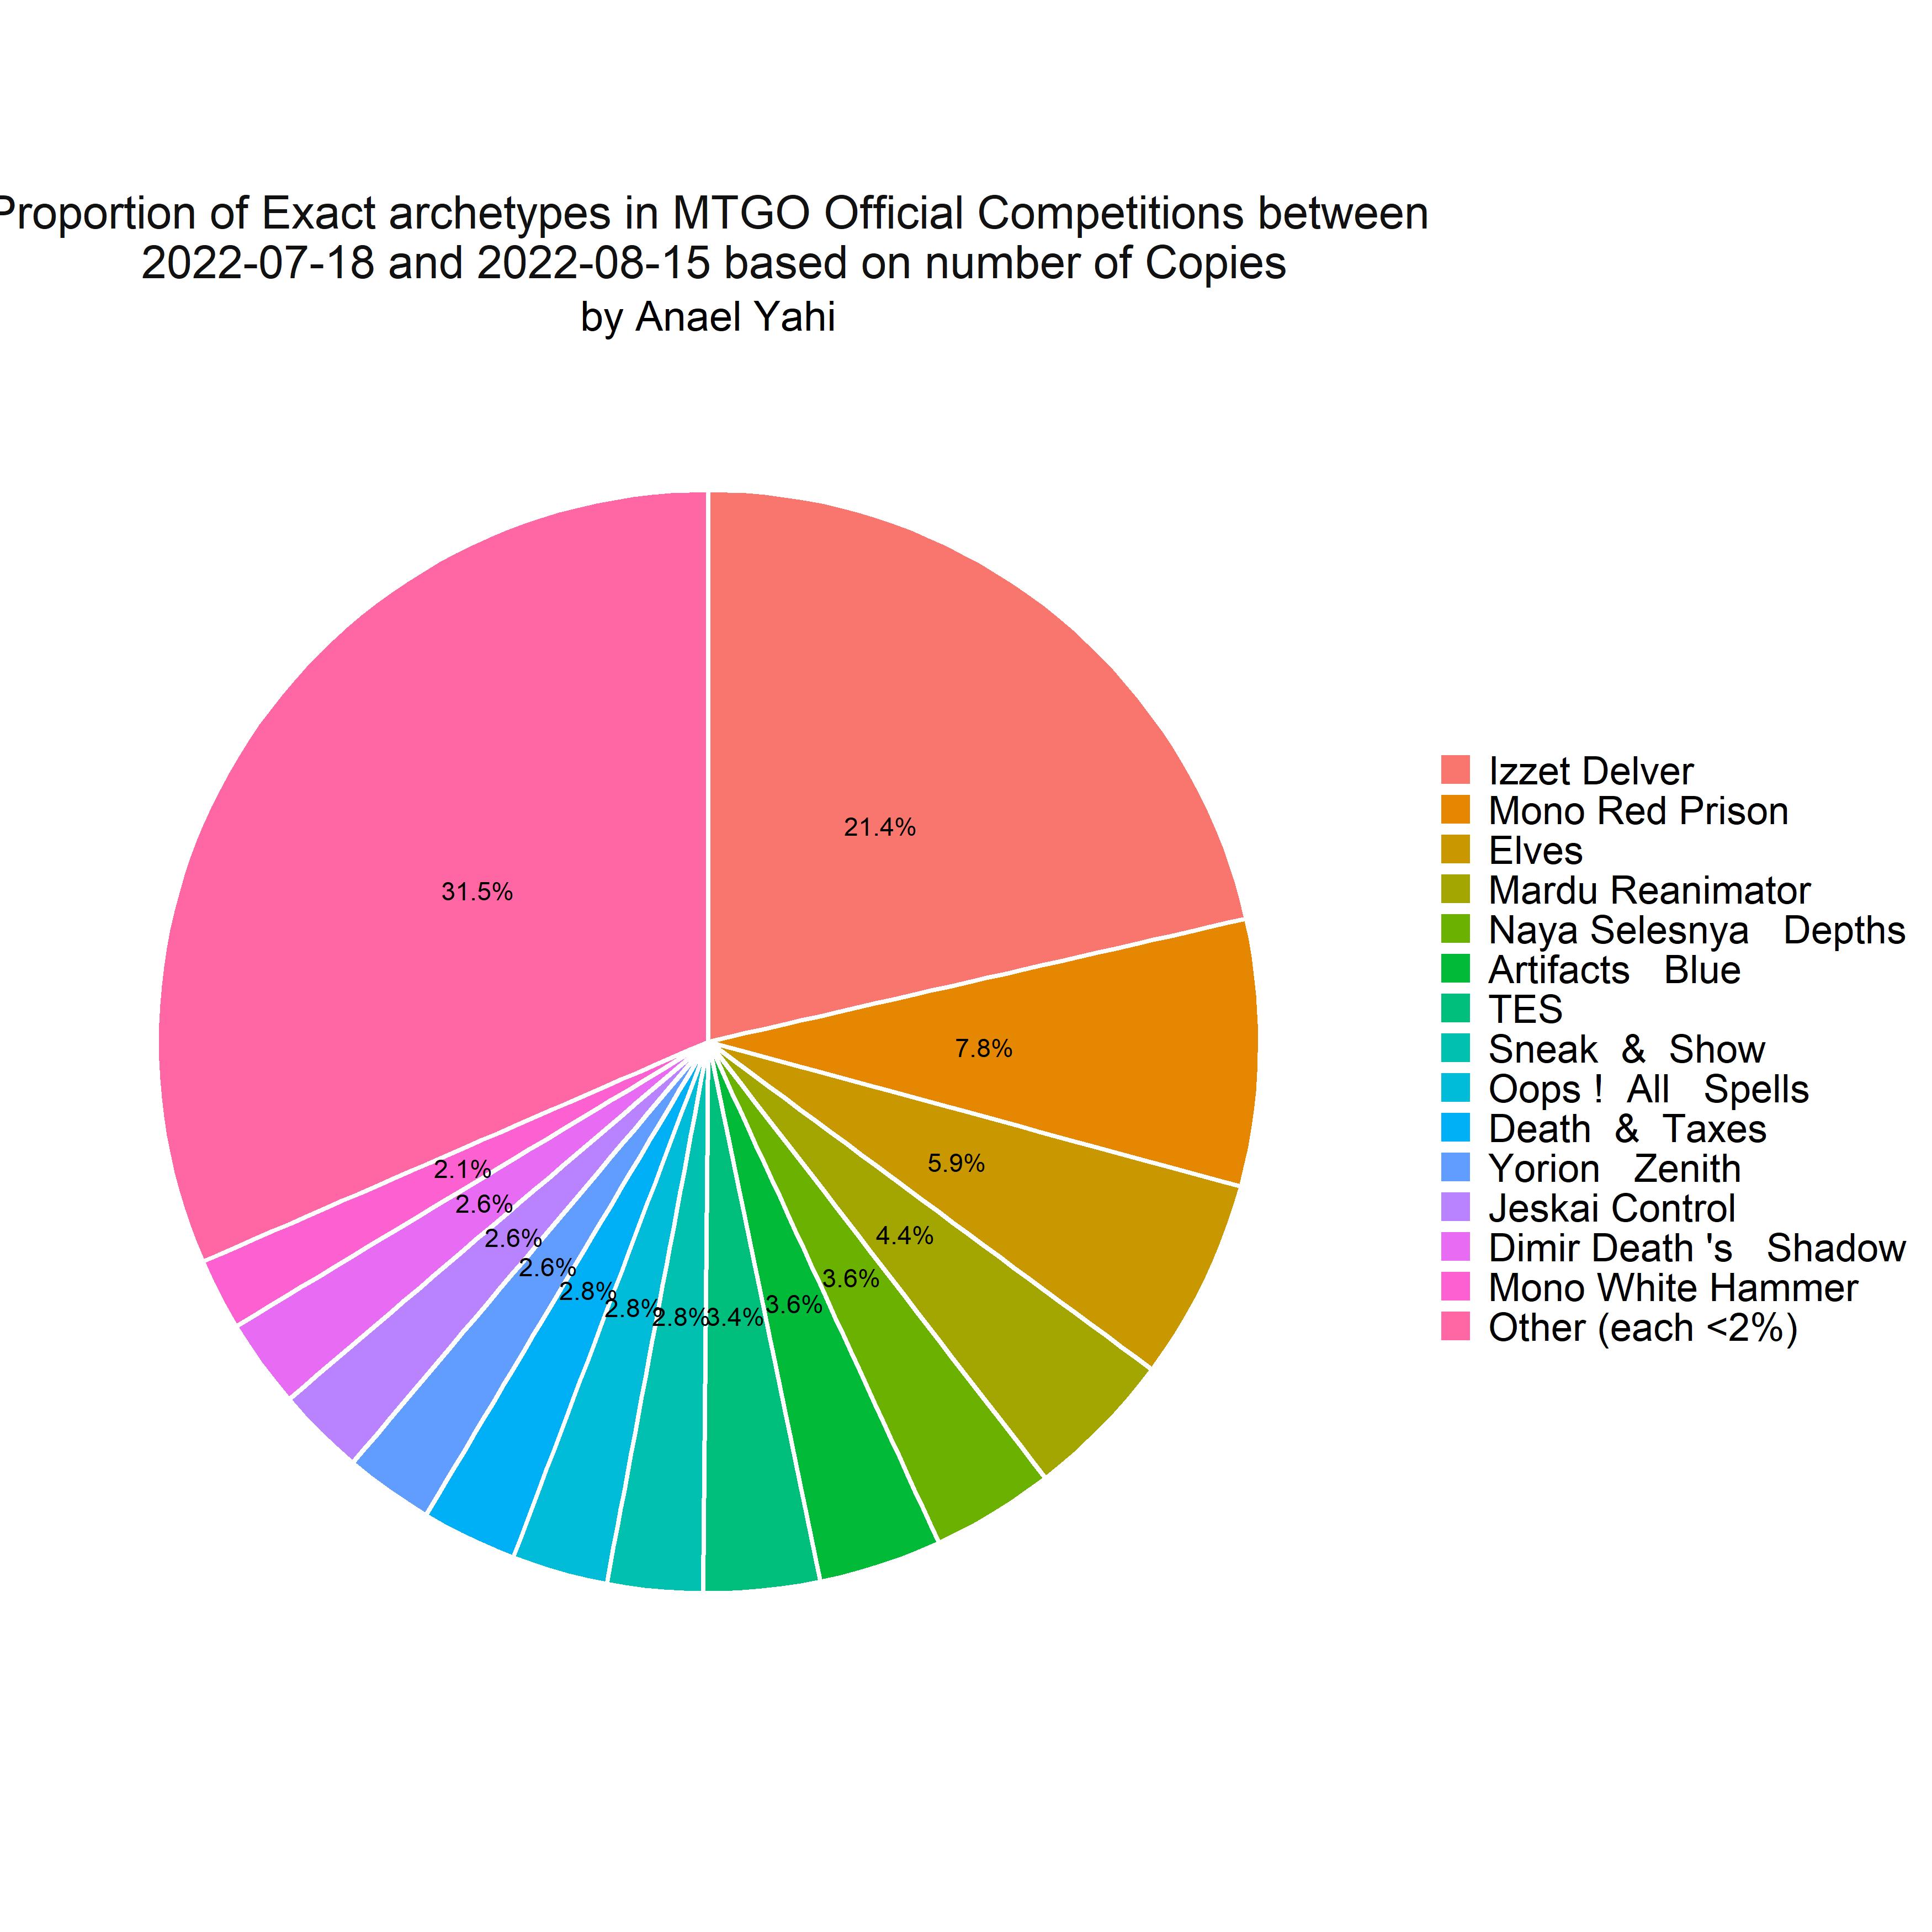 Proportion of Exact archetypes in MTGO Official Competitions between
2022-07-18 and 2022-08-15 based on number of Copies
by Anael Yahi
21.4%
31.5%
7.8%
5.9%
2.1%
2.6%
4.4%
2.6%
2.6%
3.6%
2.8%
3.6%
2.8%
2.8%
3.4%
Izzet Delver
Mono Red Prison
Elves
Mardu Reanimator
Naya Selesnya Depths
Artifacts Blue
TES
Sneak & Show
Oops ! All Spells
Death & Taxes
Yorion Zenith
Jeskai Control
Dimir Death 's Shadow
Mono White Hammer
Other (each <2%)